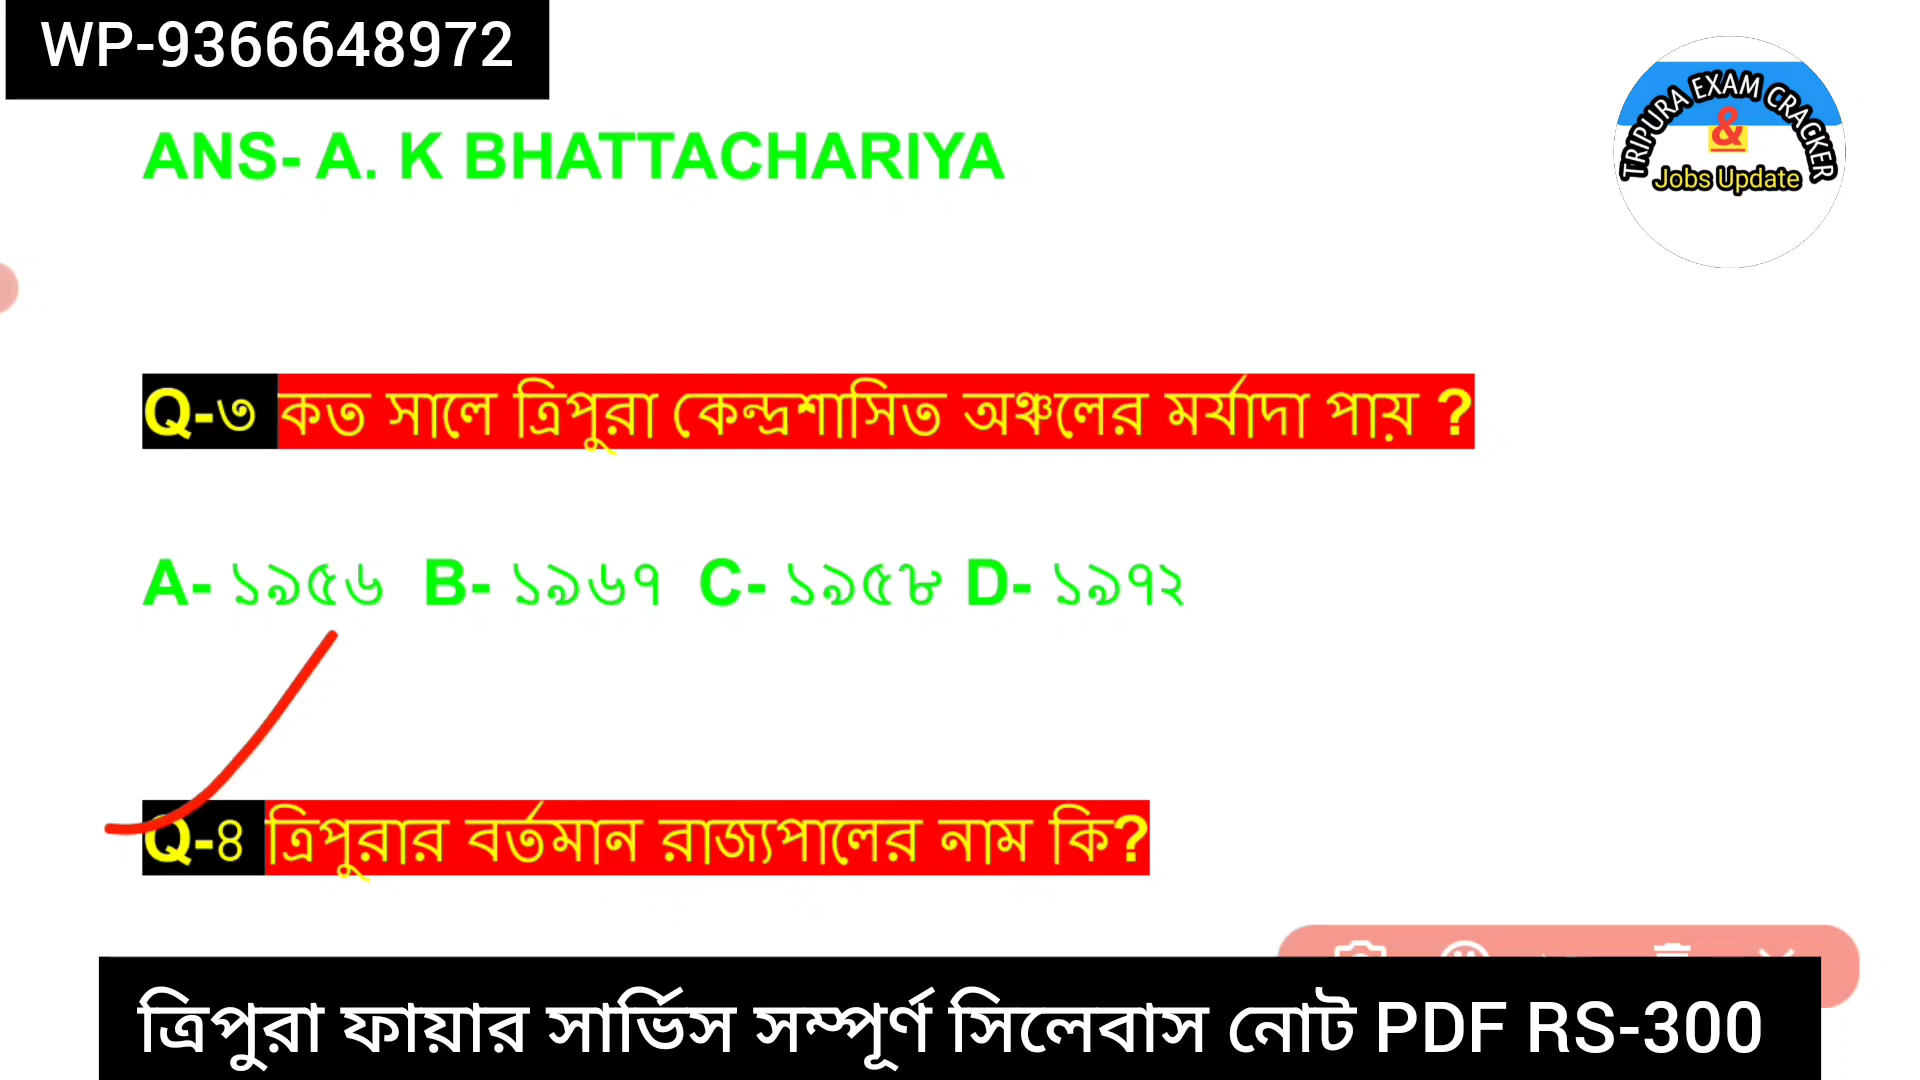 WP-9366648972
TRIPURA EXAM CRACKER
&
Jobs Update
ANS- A. K BHATTACHARIYA
Q-৩ কত সালে ত্রিপুরা কেন্দ্রশাসিত অঞ্চলের মর্যাদা পায় ?
A- ১৯৫৬ B- ১৯৬৭ C- ১৯৫৮ D- ১৯৭২
Q-৪ ত্রিপুরার বর্তমান রাজ্যপালের নাম কি?
ত্রিপুরা ফায়ার সার্ভিস সম্পূর্ণ সিলেবাস নোট PDF RS-300